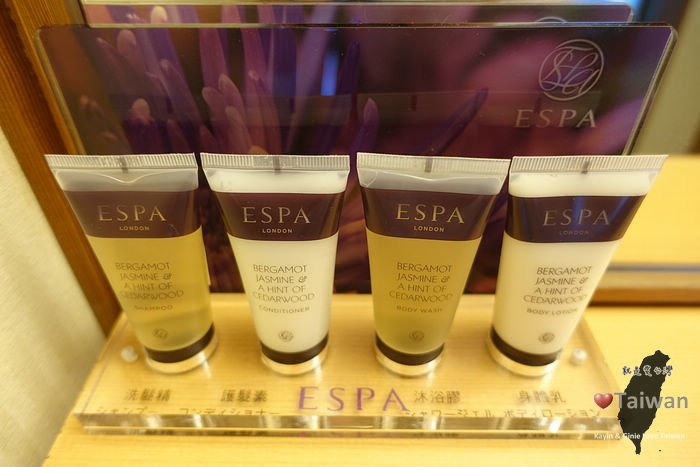 ESPA
ESPA
LONDON
BERGAMOT
JASMINE &
A HINT OF
CEDARWOOD
SHAMPOO
ESPA
LONDON
BERGAMOT
JASMINE &
A HINT OF
CEDARWOOD
CONDITIONER
ESPA
LONDON
BERGAMOT
JASMINE &
A HINT OF
CEDARWOOD
BODY WASH
ESPA
LONDON
BERGAMOT
JASMINE &
A HINT OF
CEDARWOOD
BODY LOTION
洗髮精 護髮素 ESPA 沐浴膠 身體乳
シャンプー コンディショナー シャワージェル ボディローション
Taiwan
Kayin & Ginie Love Taiwan